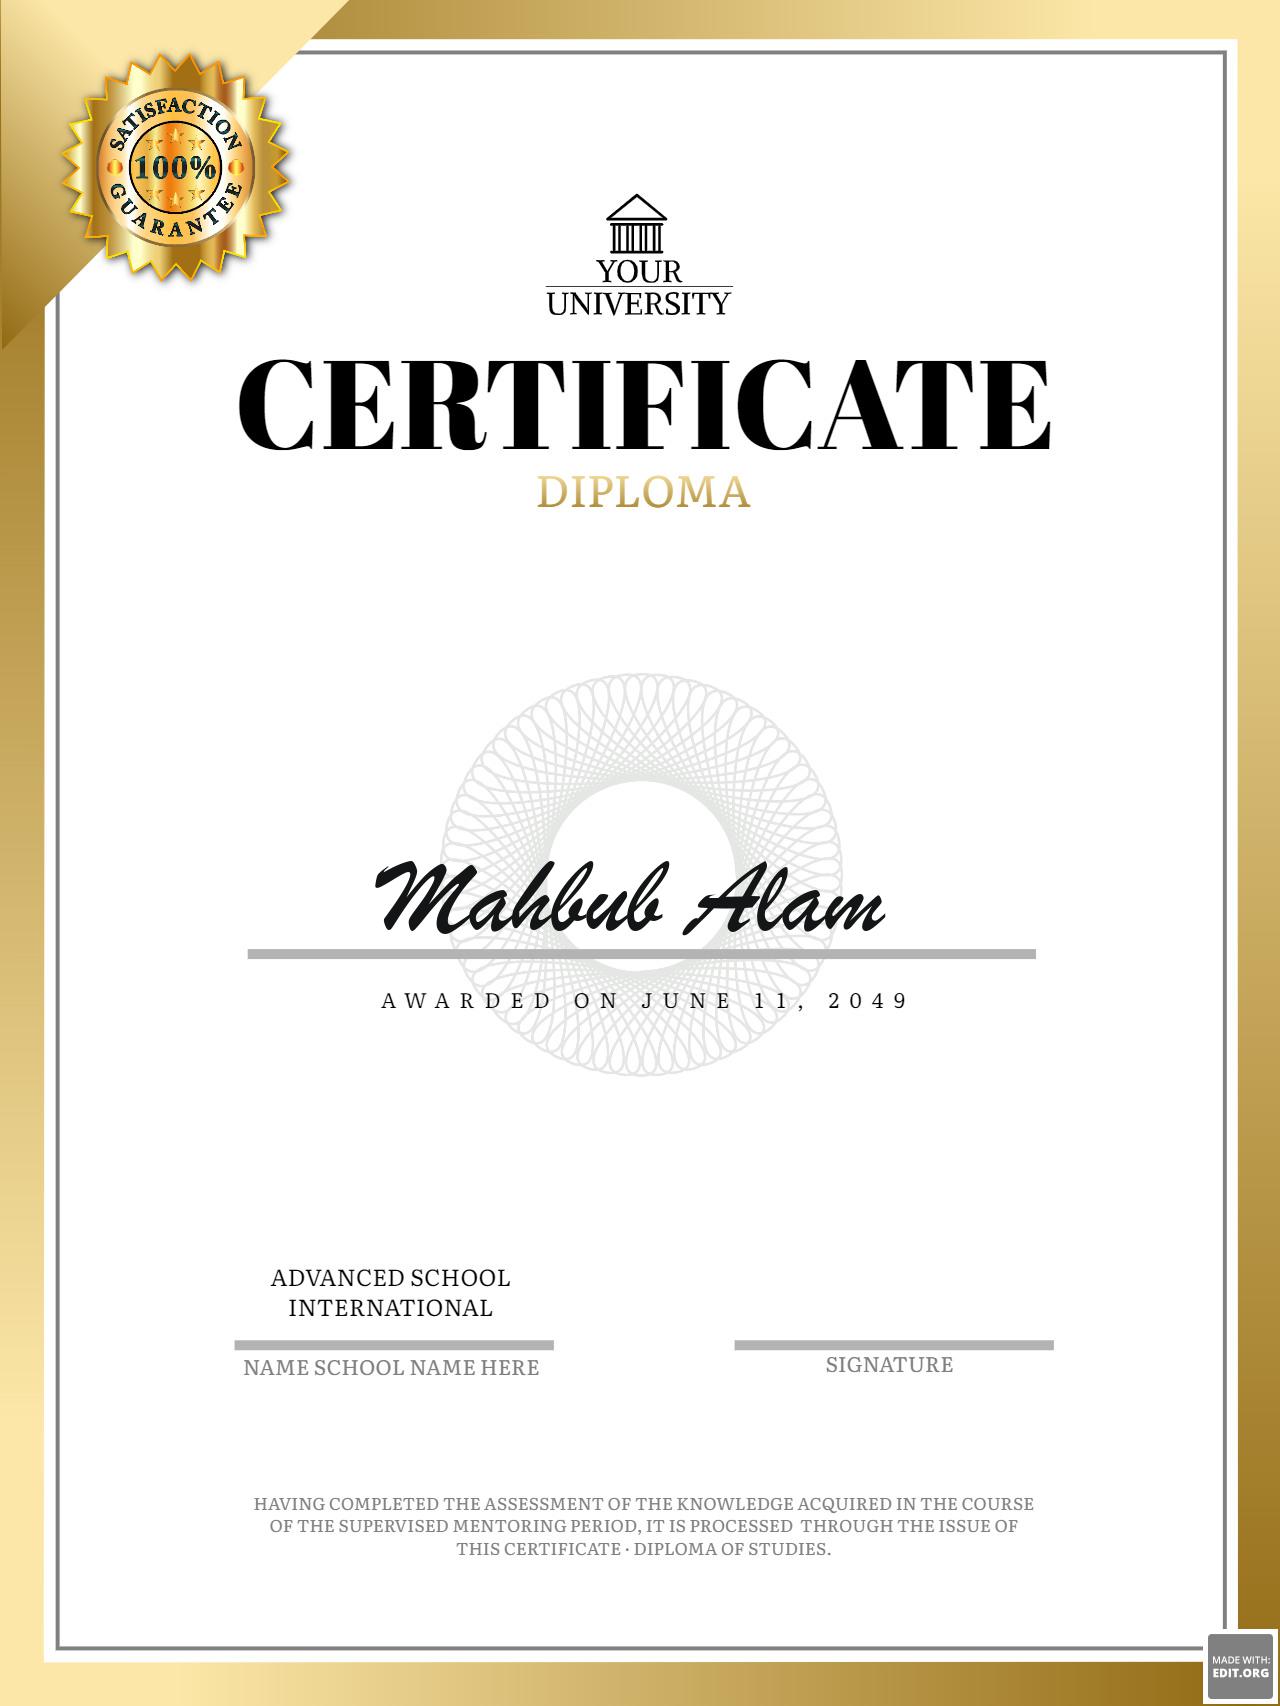 SATISFACTION
100%
GUARANTEE
YOUR
UNIVERSITY
CERTIFICATE
DIPLOMA
Mahbub Alam
AWARDED ON JUNE 11, 2049
ADVANCED SCHOOL
INTERNATIONAL
NAME SCHOOL NAME HERE
SIGNATURE
HAVING COMPLETED THE ASSESSMENT OF THE KNOWLEDGE ACQUIRED IN THE COURSE
OF THE SUPERVISED MENTORING PERIOD, IT IS PROCESSED  THROUGH THE ISSUE OF
THIS CERTIFICATE · DIPLOMA OF STUDIES.
MADE WITH:
EDIT.ORG